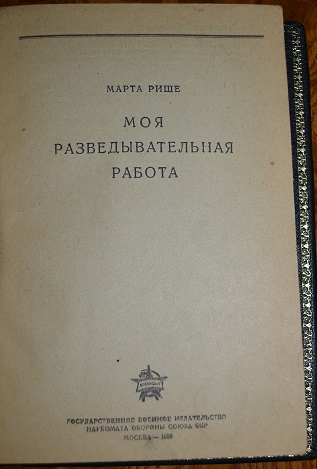 МАРТА РИШЕ
МОЯ
РАЗВЕДЫВАТЕЛЬНАЯ
РАБОТА
ГОСУДАРСТВЕННОЕ ВОЕННОЕ ИЗДАТЕЛЬСТВО
НАРКОМАТА ОБОРОНЫ СОЮЗА ССР
МОСКВА —